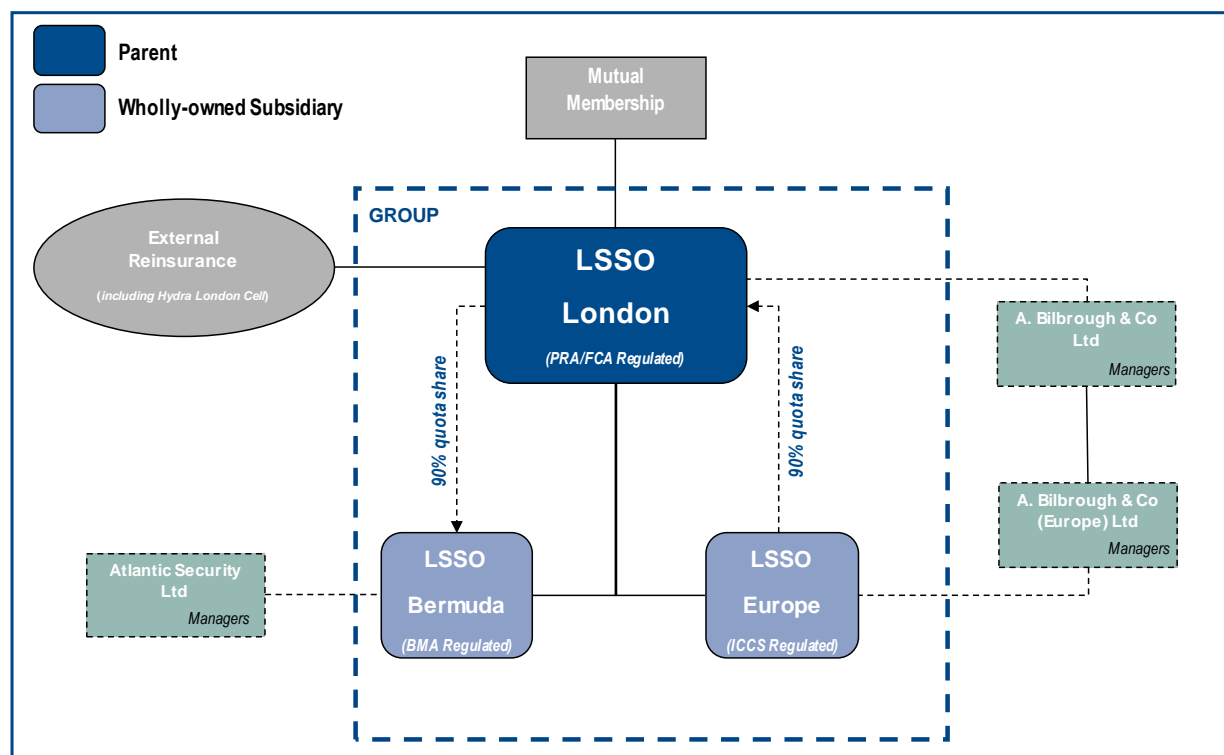 Parent
Wholly-owned Subsidiary
Mutual
Membership
GROUP
External
Reinsurance
(including Hydra London Cell)
LSSO
London
(PRA/FCA Regulated)
A. Bilbrough & Co
Ltd
Managers
90% quota share
90% quota share
A. Bilbrough & Co
(Europe) Ltd
Managers
Atlantic Security
Ltd
Managers
LSSO
Bermuda
(BMA Regulated)
LSSO
Europe
(ICCS Regulated)